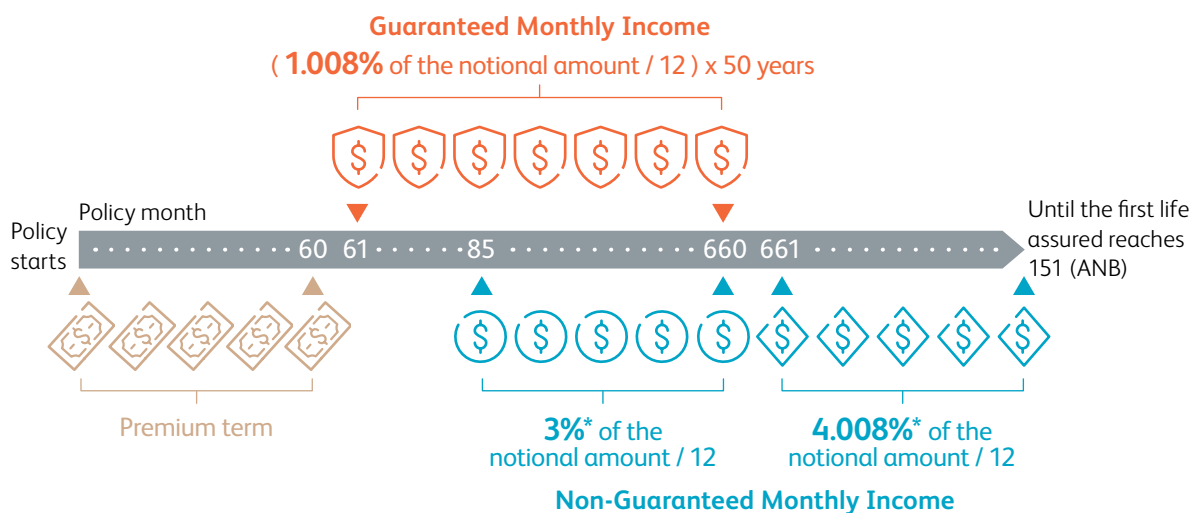 Guaranteed Monthly Income
( 1.008% of the notional amount / 12 ) x 50 years
$ $ $ $ $ $ $
Policy month
Policy
starts
60 61 85 660 661
Until the first life
assured reaches
151 (ANB)
$ $ $ $ $ $ $ $ $ $ $ $ $ $ $
Premium term
3%* of the
notional amount / 12
4.008%* of the
notional amount / 12
Non-Guaranteed Monthly Income